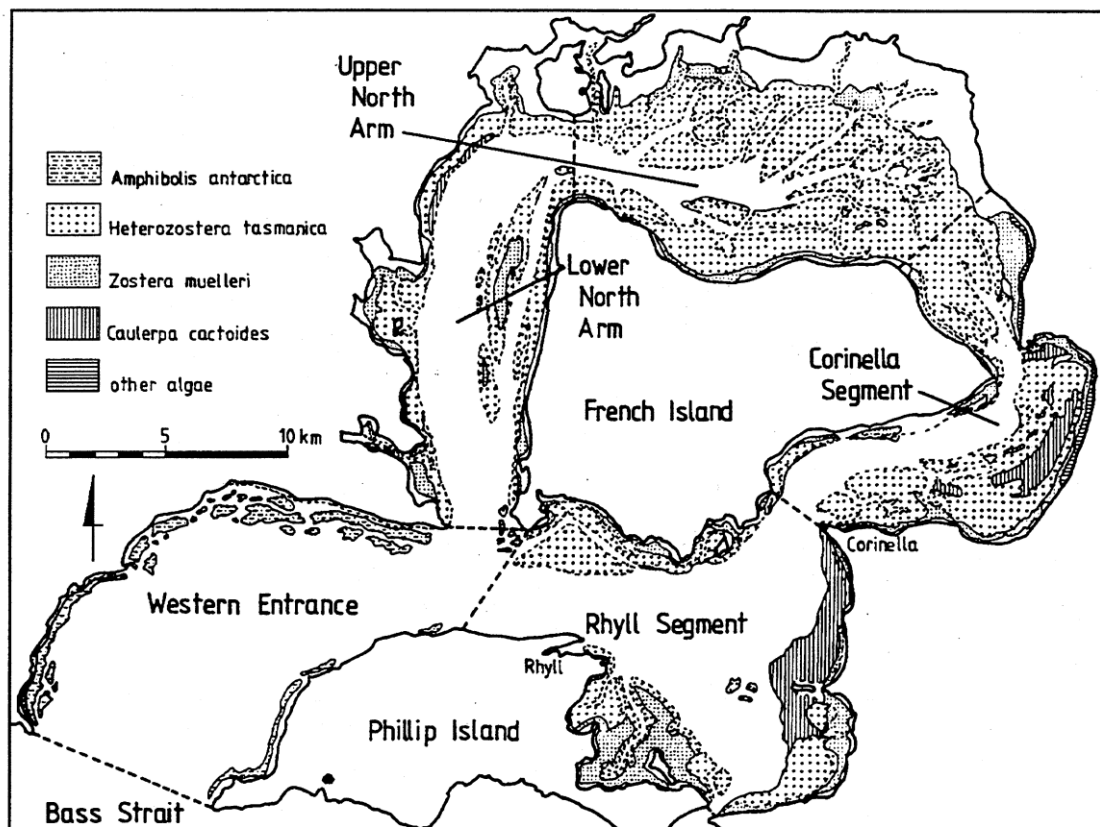 Upper
North
Arm
Amphibolis antarctica
Heterozostera tasmanica
Zostera muelleri
Caulerpa cactoides
other algae
0 5 10 km
Lower
North
Arm
French Island
Corinella
Segment
Corinella
Western Entrance
Rhyll Segment
Rhyll
Phillip Island
Bass Strait